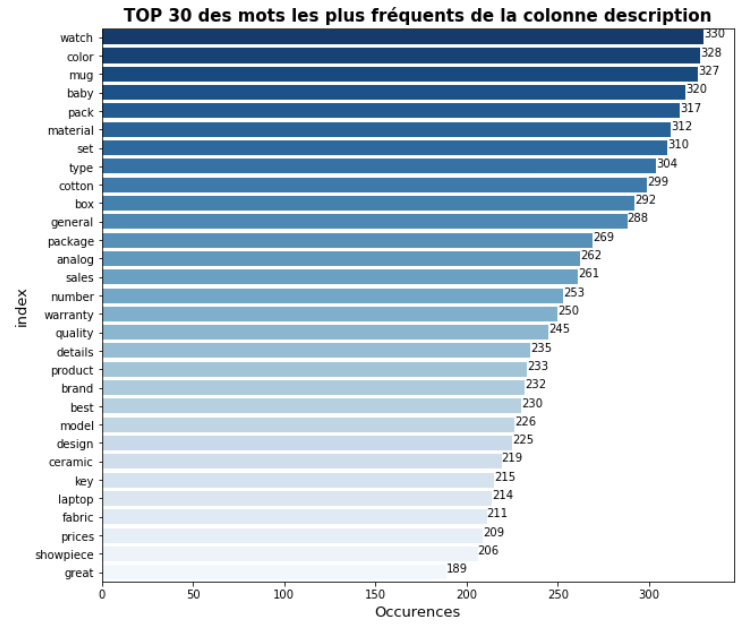 TOP 30 des mots les plus fréquents de la colonne description
watch 330
color 328
mug 327
baby 320
pack 317
material 312
set 310
type 304
cotton 299
box 292
general 288
package 269
analog 262
sales 261
number 253
warranty 250
quality 245
details 235
product 233
brand 232
best 230
model 226
design 225
ceramic 219
key 215
laptop 214
fabric 211
prices 209
showpiece 206
great 189
index
0 50 100 150 200 250 300
Occurences